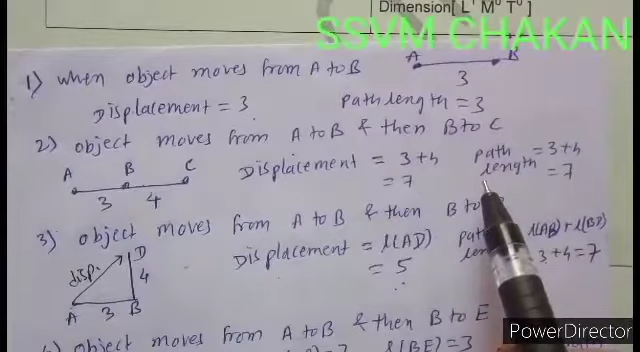 Dimension[ L¹ M⁰ T⁰ ]
SSVM CHAKAN
1) when object moves from A to B
A B
3
Displacement = 3 path length = 3
2) object moves from A to B & then B to C
A B C
3 4
Displacement = 3+4
= 7
path length = 3+4
= 7
3) object moves from A to B & then B to
D
disp. 4
A 3 B
Displacement = l(AD)
= 5
l(AB) + l(BD)
3+4=7
object moves from A to B & then B to E
l(BE)=3
PowerDirector